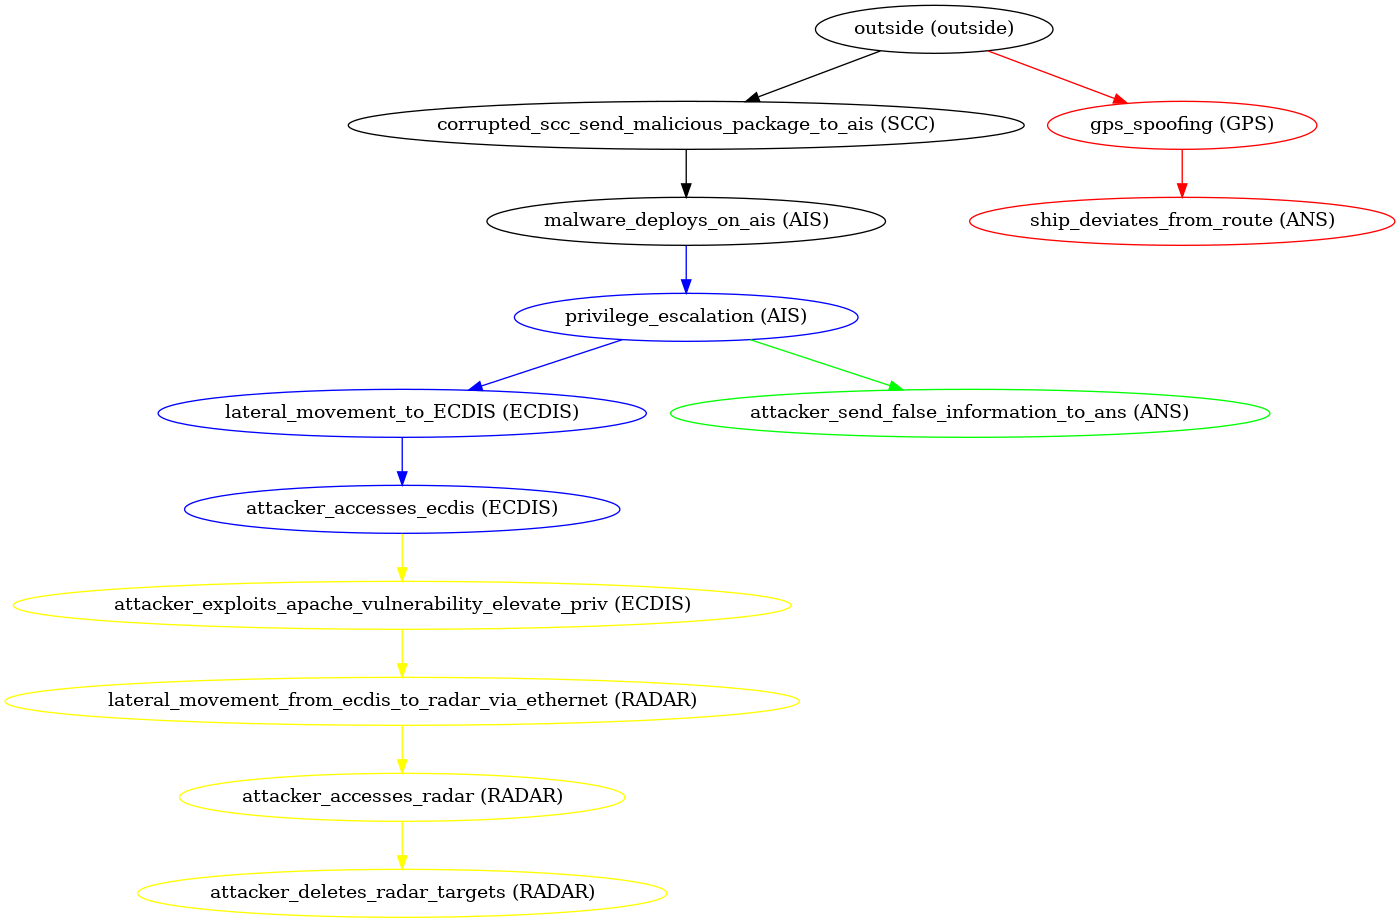 outside (outside)
corrupted_scc_send_malicious_package_to_ais (SCC)
gps_spoofing (GPS)
malware_deploys_on_ais (AIS)
ship_deviates_from_route (ANS)
privilege_escalation (AIS)
lateral_movement_to_ECDIS (ECDIS)
attacker_send_false_information_to_ans (ANS)
attacker_accesses_ecdis (ECDIS)
attacker_exploits_apache_vulnerability_elevate_priv (ECDIS)
lateral_movement_from_ecdis_to_radar_via_ethernet (RADAR)
attacker_accesses_radar (RADAR)
attacker_deletes_radar_targets (RADAR)